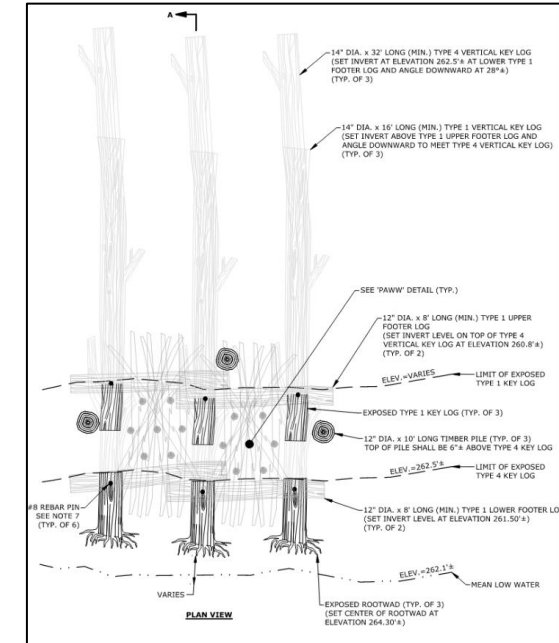 A
14" DIA. x 32' LONG (MIN.) TYPE 4 VERTICAL KEY LOG
(SET INVERT AT ELEVATION 262.5'± AT LOWER TYPE 1
FOOTER LOG AND ANGLE DOWNWARD AT 28°±)
(TYP. OF 3)
14" DIA. x 16' LONG (MIN.) TYPE 1 VERTICAL KEY LOG
(SET INVERT ABOVE TYPE 1 UPPER FOOTER LOG AND
ANGLE DOWNWARD TO MEET TYPE 4 VERTICAL KEY LOG)
(TYP. OF 3)
SEE 'PAWW' DETAIL (TYP.)
12" DIA. x 8' LONG (MIN.) TYPE 1 UPPER
FOOTER LOG
(SET INVERT LEVEL ON TOP OF TYPE 4
VERTICAL KEY LOG AT ELEVATION 260.8'±)
(TYP. OF 2)
ELEV.=VARIES
LIMIT OF EXPOSED
TYPE 1 KEY LOG
EXPOSED TYPE 1 KEY LOG (TYP. OF 3)
12" DIA. x 10' LONG TIMBER PILE (TYP. OF 3)
TOP OF PILE SHALL BE 6"± ABOVE TYPE 4 KEY LOG
ELEV.=262.5'±
LIMIT OF EXPOSED
TYPE 4 KEY LOG
#8 REBAR PIN
SEE NOTE 7
(TYP. OF 6)
12" DIA. x 8' LONG (MIN.) TYPE 1 LOWER FOOTER LO
(SET INVERT LEVEL AT ELEVATION 261.50'±)
(TYP. OF 2)
ELEV.=262.1'±
MEAN LOW WATER
VARIES
EXPOSED ROOTWAD (TYP. OF 3)
(SET CENTER OF ROOTWAD AT
ELEVATION 264.30'±)
PLAN VIEW